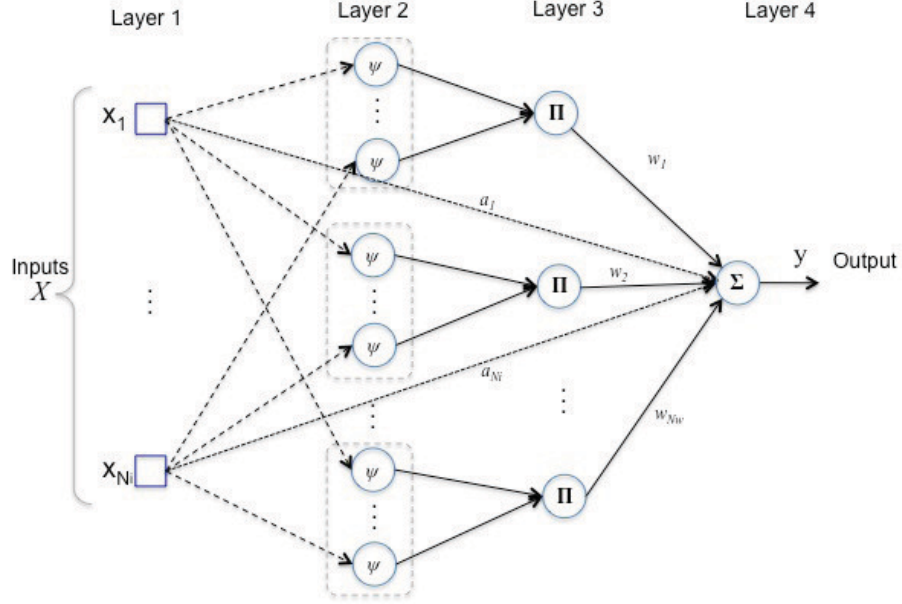 Layer 1
Layer 2
Layer 3
Layer 4
ψ
ψ
Π
x1
w1
a1
ψ
ψ
Π
w2
Σ
y
Output
Inputs
X
aNi
wNw
xNi
ψ
ψ
Π